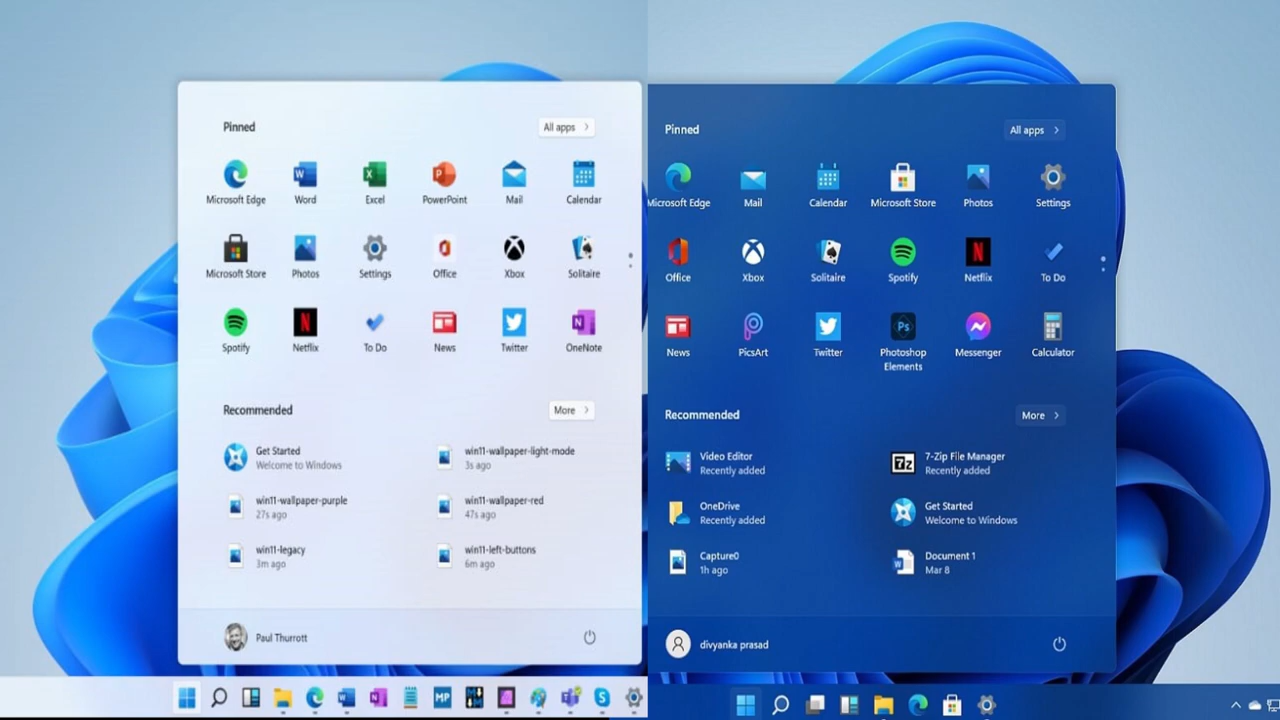 Pinned
All apps >
Microsoft Edge Word Excel PowerPoint Mail Calendar
Microsoft Store Photos Settings Office Xbox Solitaire
Spotify Netflix To Do News Twitter OneNote
Recommended
More >
Get Started
Welcome to Windows
win11-wallpaper-light-mode
3s ago
win11-wallpaper-purple
27s ago
win11-wallpaper-red
47s ago
win11-legacy
3m ago
win11-left-buttons
6m ago
Paul Thurrott
MP
Pinned
All apps >
Microsoft Edge Mail Calendar Microsoft Store Photos Settings
Office Xbox Solitaire Spotify Netflix To Do
Ps
News PicsArt Twitter Photoshop Elements Messenger Calculator
Recommended
More >
Video Editor
Recently added
7z
7-Zip File Manager
Recently added
OneDrive
Recently added
Get Started
Welcome to Windows
Capture0
1h ago
Document 1
Mar 8
divyanka prasad